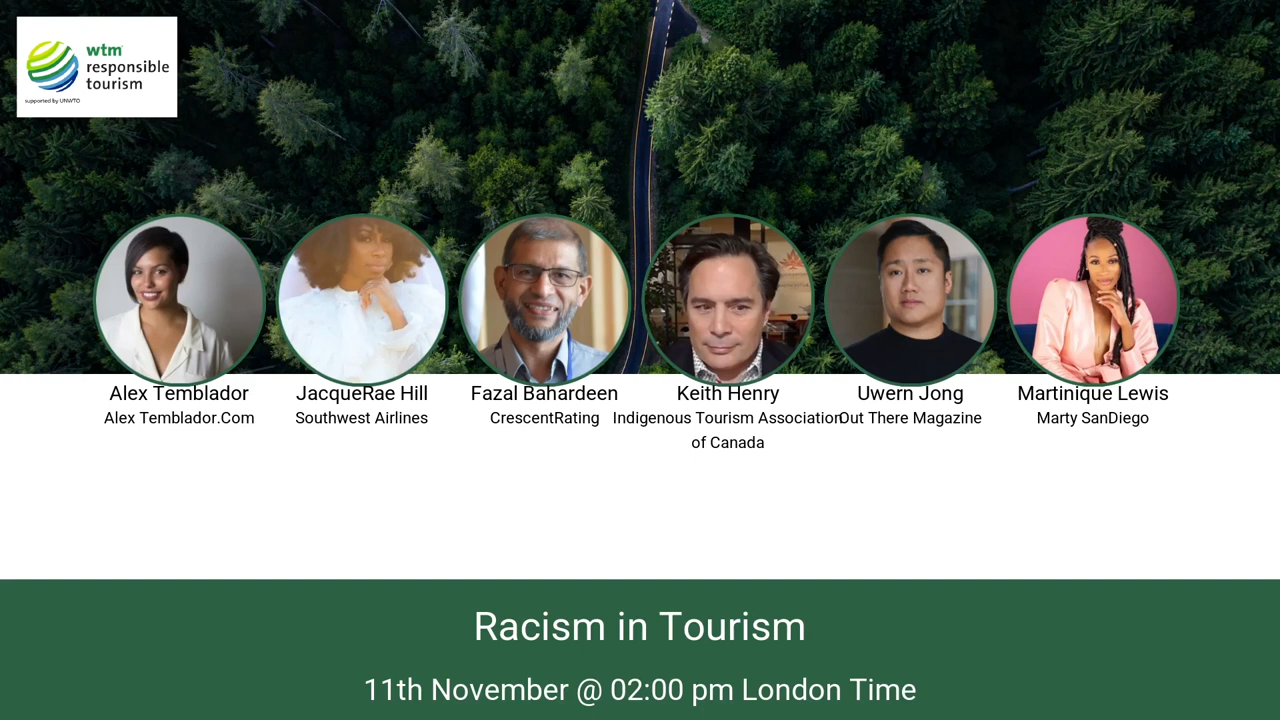 wtm
responsible
tourism
supported by UNWTO
Alex Temblador
Alex Temblador.Com
JacqueRae Hill
Southwest Airlines
Fazal Bahardeen
CrescentRating
Keith Henry
Indigenous Tourism Association
of Canada
Uwern Jong
Out There Magazine
Martinique Lewis
Marty SanDiego
Racism in Tourism
11th November @ 02:00 pm London Time